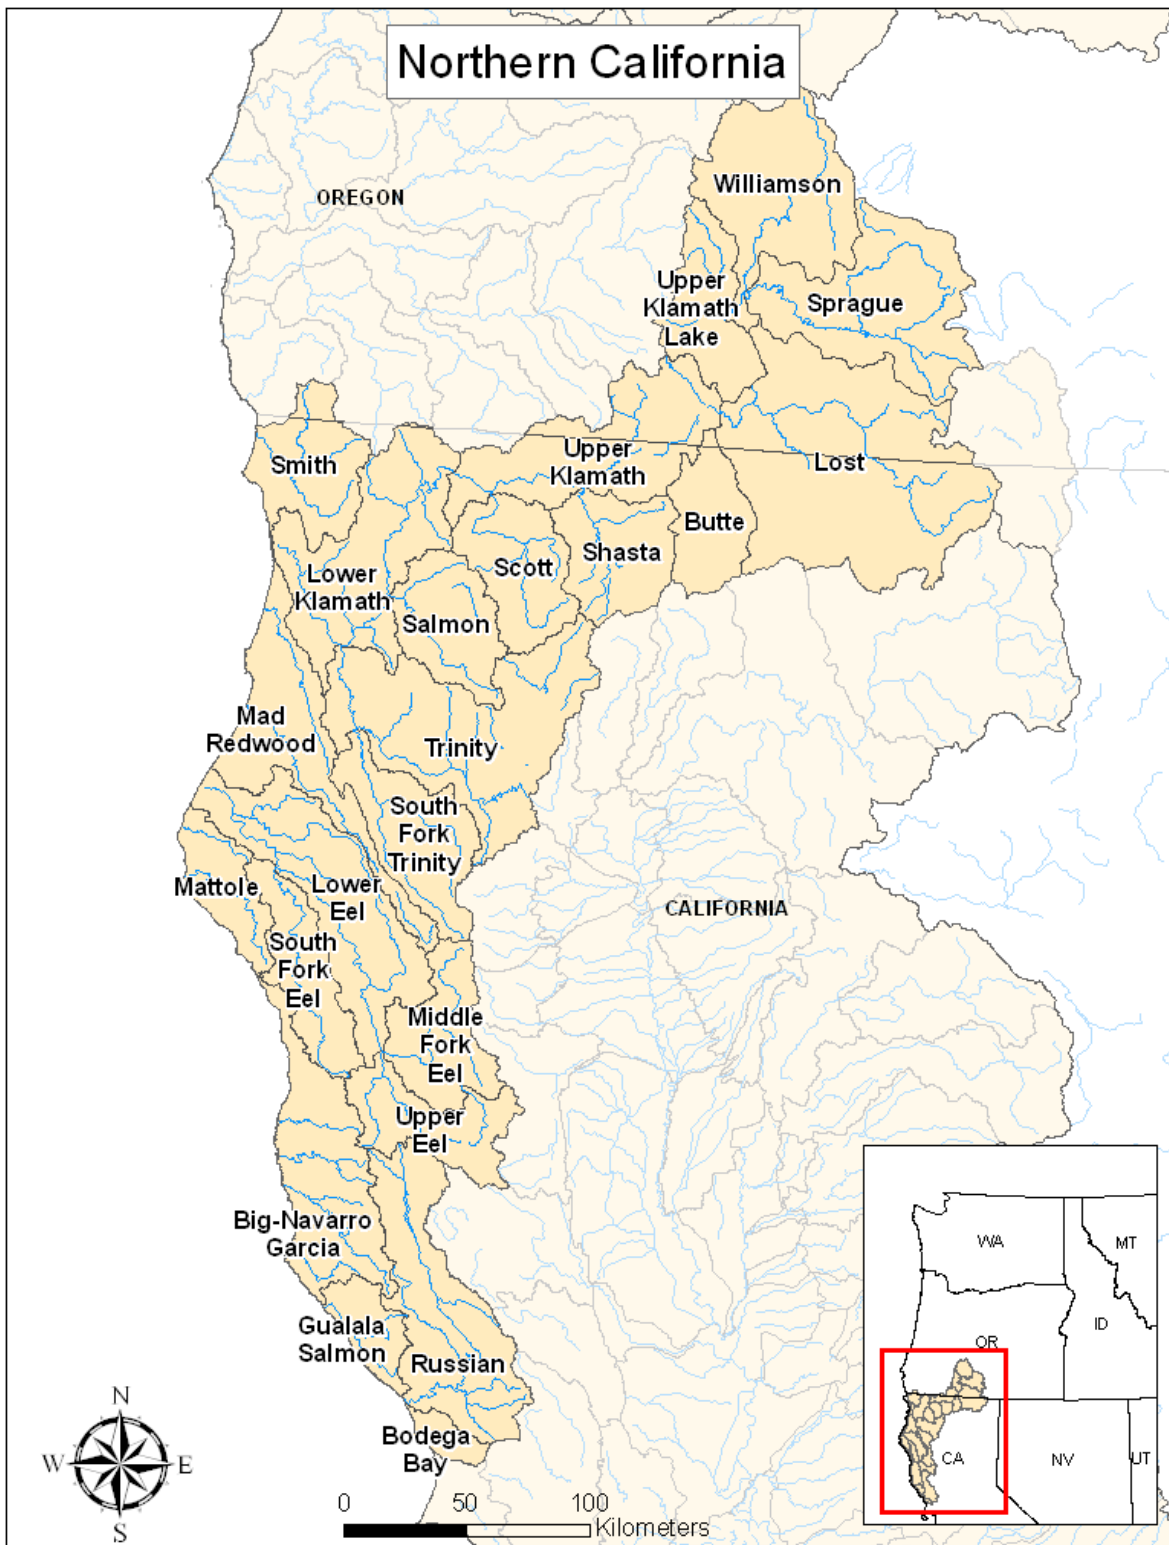 Northern California
OREGON
Williamson
Upper
Klamath
Lake
Sprague
Smith
Upper
Klamath
Lost
Butte
Shasta
Scott
Lower
Klamath
Salmon
Mad
Redwood
Trinity
South
Fork
Trinity
Mattole
Lower
Eel
CALIFORNIA
South
Fork
Eel
Middle
Fork
Eel
Upper
Eel
Big-Navarro
Garcia
Gualala
Salmon
Russian
Bodega
Bay
WA
MT
OR
ID
CA
NV
UT
N
W
E
S
0 50 100
Kilometers